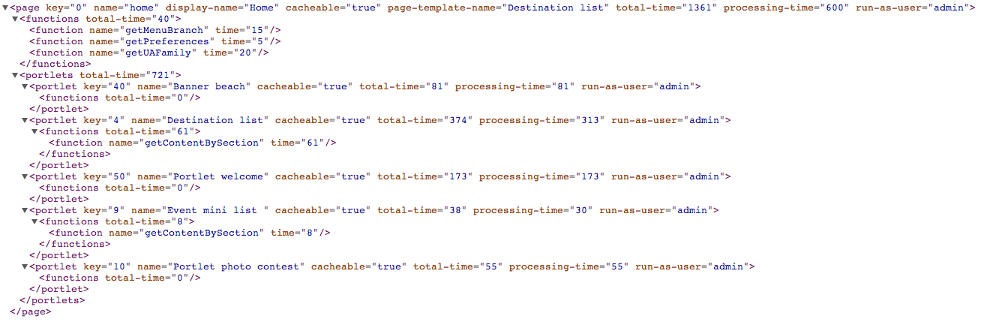 <page key="0" name="home" display-name="Home" cacheable="true" page-template-name="Destination list" total-time="1361" processing-time="600" run-as-user="admin">
<functions total-time="40">
<function name="getMenuBranch" time="15"/>
<function name="getPreferences" time="5"/>
<function name="getUAFamily" time="20"/>
</functions>
<portlets total-time="721">
<portlet key="40" name="Banner beach" cacheable="true" total-time="81" processing-time="81" run-as-user="admin">
<functions total-time="0"/>
</portlet>
<portlet key="4" name="Destination list" cacheable="true" total-time="374" processing-time="313" run-as-user="admin">
<functions total-time="61">
<function name="getContentBySection" time="61"/>
</functions>
</portlet>
<portlet key="50" name="Portlet welcome" cacheable="true" total-time="173" processing-time="173" run-as-user="admin">
<functions total-time="0"/>
</portlet>
<portlet key="9" name="Event mini list " cacheable="true" total-time="38" processing-time="30" run-as-user="admin">
<functions total-time="8">
<function name="getContentBySection" time="8"/>
</functions>
</portlet>
<portlet key="10" name="Portlet photo contest" cacheable="true" total-time="55" processing-time="55" run-as-user="admin">
<functions total-time="0"/>
</portlet>
</portlets>
</page>